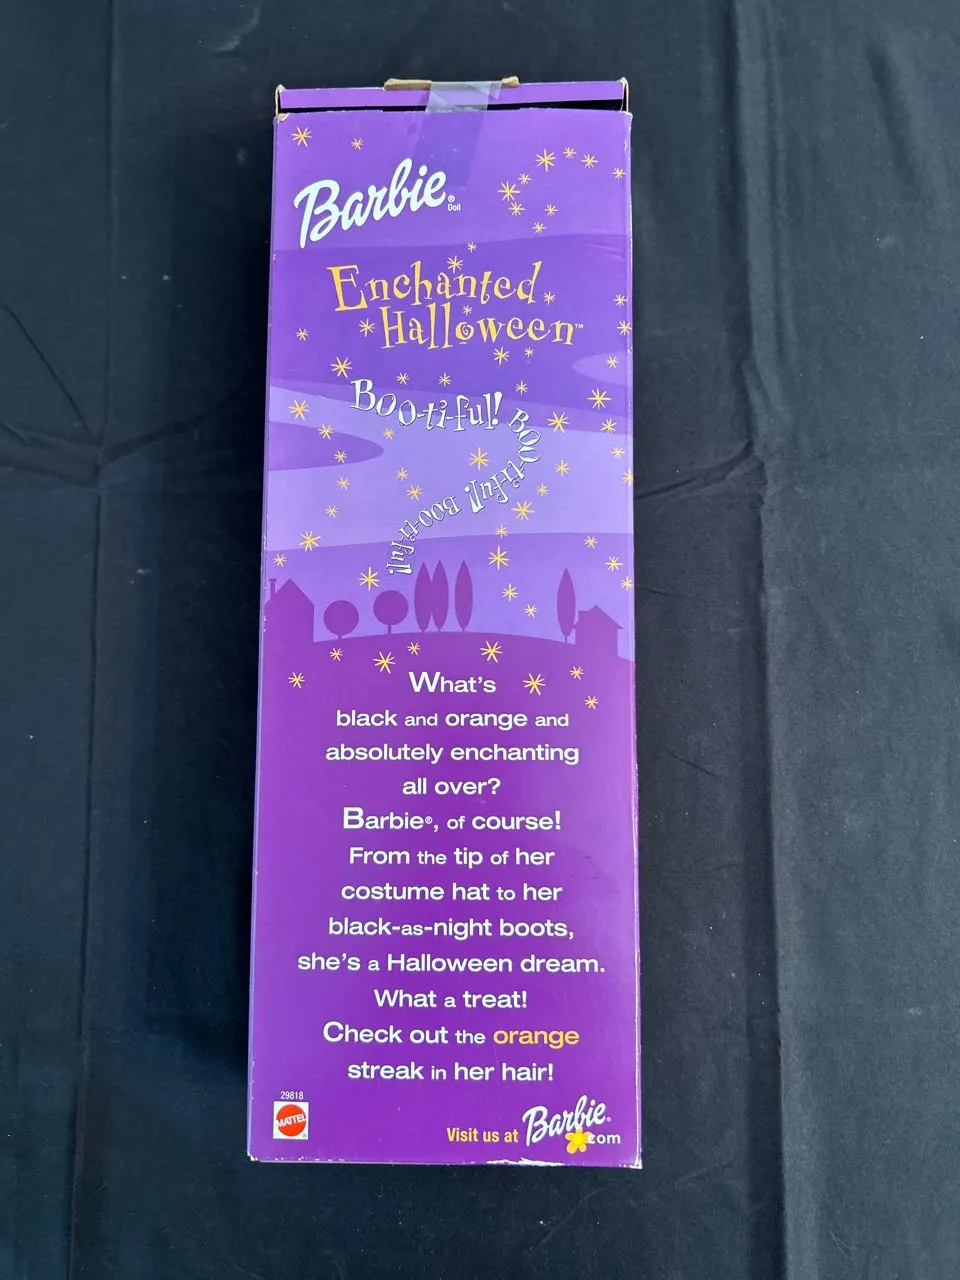 Barbie®
Doll
Enchanted
Halloween™
Boo-ti-ful! Boo-ti-ful! Boo-ti-ful!
What's
black and orange and
absolutely enchanting
all over?
Barbie®, of course!
From the tip of her
costume hat to her
black-as-night boots,
she's a Halloween dream.
What a treat!
Check out the orange
streak in her hair!
29818
MATTEL
Visit us at Barbie®.com